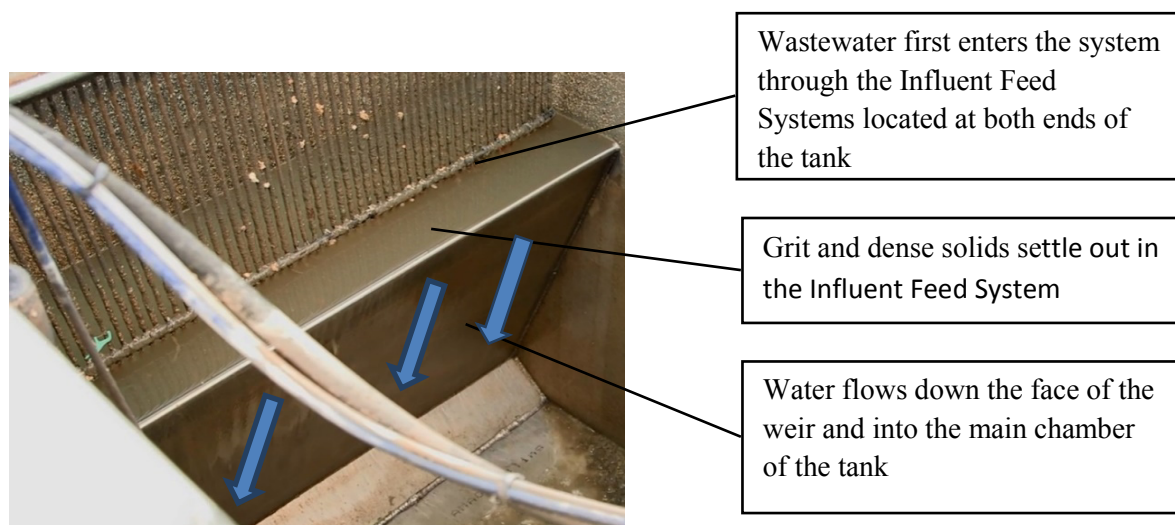 Wastewater first enters the system
through the Influent Feed
Systems located at both ends of
the tank
Grit and dense solids settle out in
the Influent Feed System
Water flows down the face of the
weir and into the main chamber
of the tank